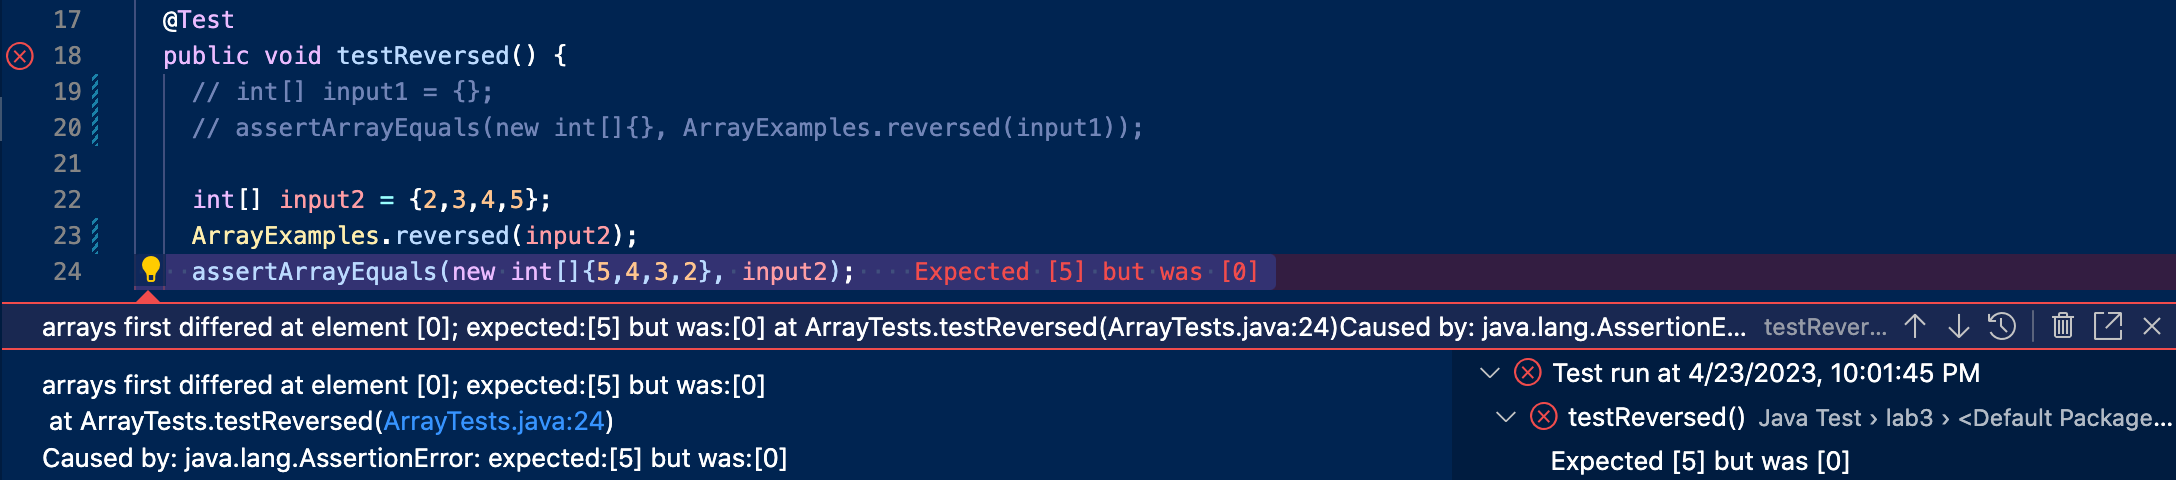 17 @Test
18 public void testReversed() {
19 // int[] input1 = {};
20 // assertArrayEquals(new int[]{}, ArrayExamples.reversed(input1));
21
22 int[] input2 = {2,3,4,5};
23 ArrayExamples.reversed(input2);
24 assertArrayEquals(new int[]{5,4,3,2}, input2); Expected [5] but was [0]
arrays first differed at element [0]; expected:[5] but was:[0] at ArrayTests.testReversed(ArrayTests.java:24)Caused by: java.lang.AssertionE... testRever...
arrays first differed at element [0]; expected:[5] but was:[0]
at ArrayTests.testReversed(ArrayTests.java:24)
Caused by: java.lang.AssertionError: expected:[5] but was:[0]
Test run at 4/23/2023, 10:01:45 PM
testReversed() Java Test › lab3 › <Default Package...
Expected [5] but was [0]